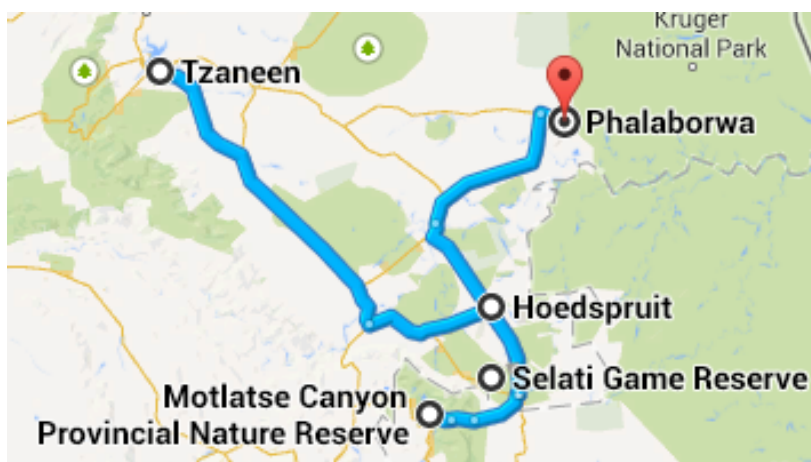 Kruger
National Park
Tzaneen
Phalaborwa
Hoedspruit
Selati Game Reserve
Motlatse Canyon
Provincial Nature Reserve